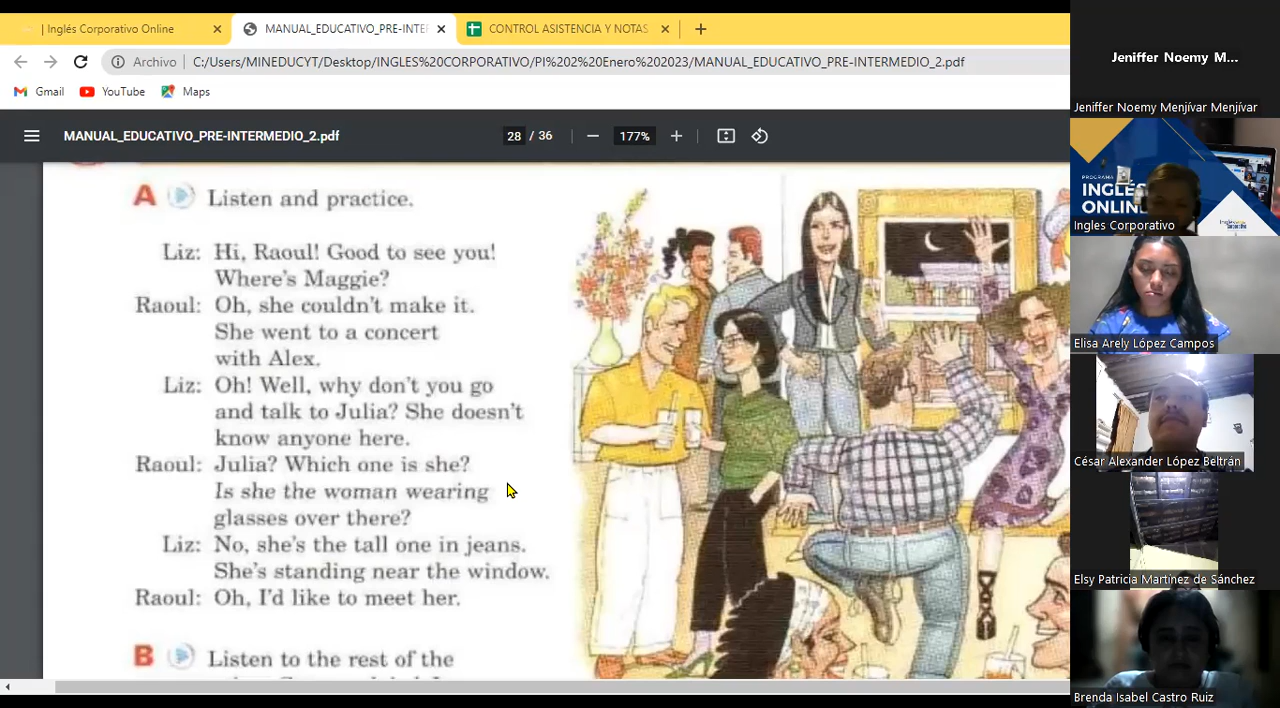 | Inglés Corporativo Online
MANUAL_EDUCATIVO_PRE-INTER
CONTROL ASISTENCIA Y NOTAS
Archivo
C:/Users/MINEDUCYT/Desktop/INGLES%20CORPORATIVO/PI%202%20Enero%202023/MANUAL_EDUCATIVO_PRE-INTERMEDIO_2.pdf
Gmail
YouTube
Maps
MANUAL_EDUCATIVO_PRE-INTERMEDIO_2.pdf
28 / 36
177%
A Listen and practice.
Liz: Hi, Raoul! Good to see you!
Where's Maggie?
Raoul: Oh, she couldn't make it.
She went to a concert
with Alex.
Liz: Oh! Well, why don't you go
and talk to Julia? She doesn't
know anyone here.
Raoul: Julia? Which one is she?
Is she the woman wearing
glasses over there?
Liz: No, she's the tall one in jeans.
She's standing near the window.
Raoul: Oh, I'd like to meet her.
B Listen to the rest of the
Jeniffer Noemy M...
Jeniffer Noemy Menjívar Menjívar
PROGRAMA
INGLÉS
ONLINE
Ingles Corporativo
Elisa Arely López Campos
César Alexander López Beltrán
Elsy Patricia Martínez de Sánchez
Brenda Isabel Castro Ruiz